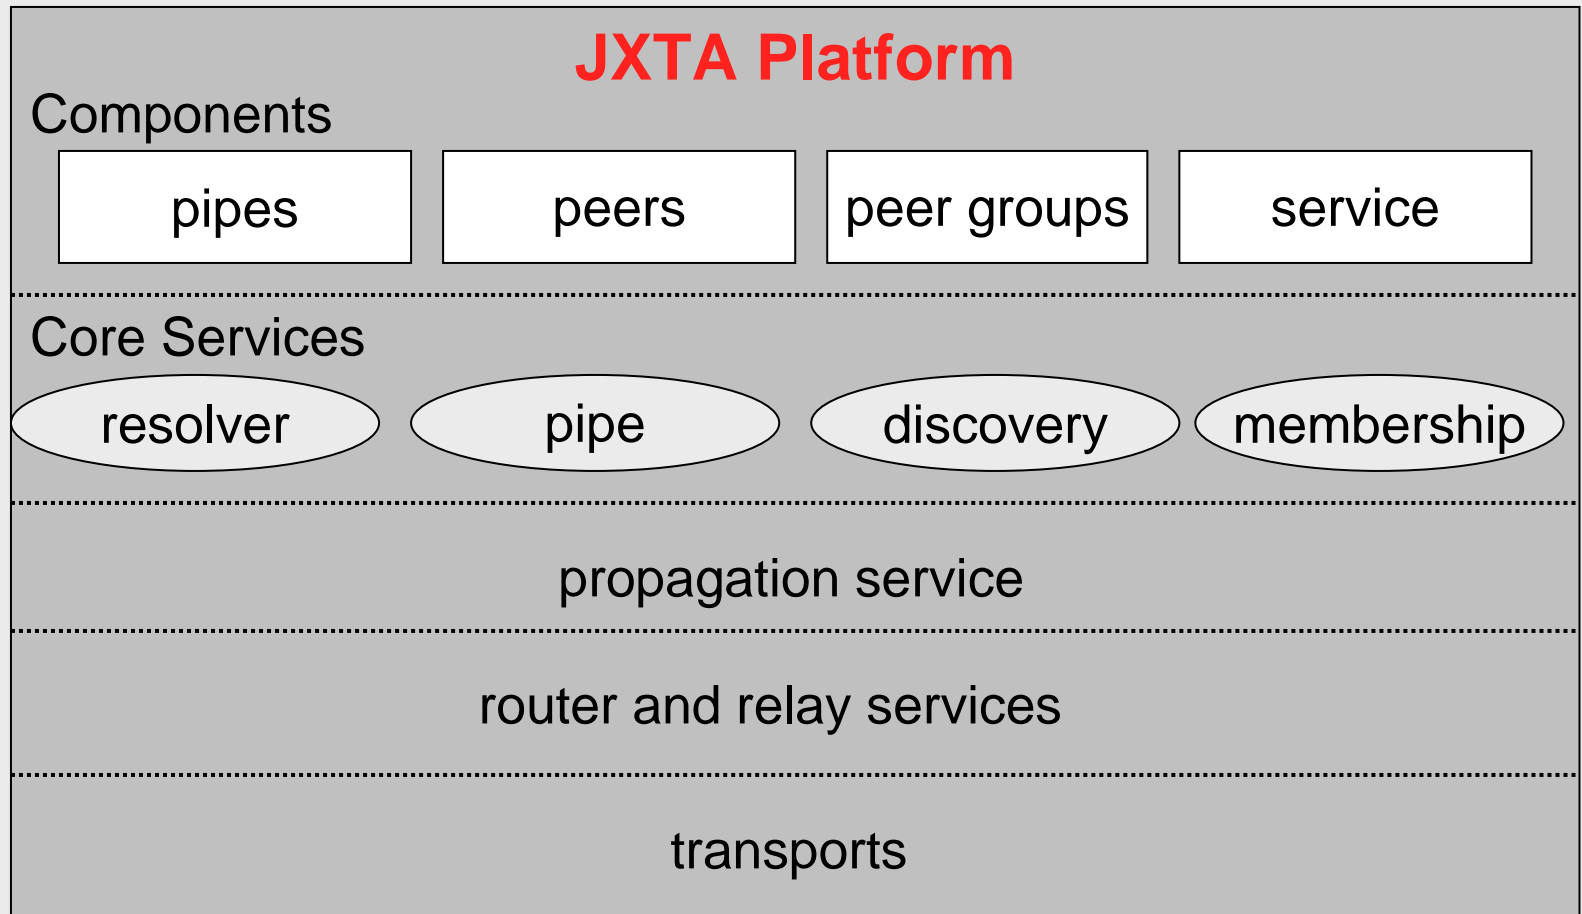 JXTA Platform
Components
pipes peers peer groups service
Core Services
resolver pipe discovery membership
propagation service
router and relay services
transports